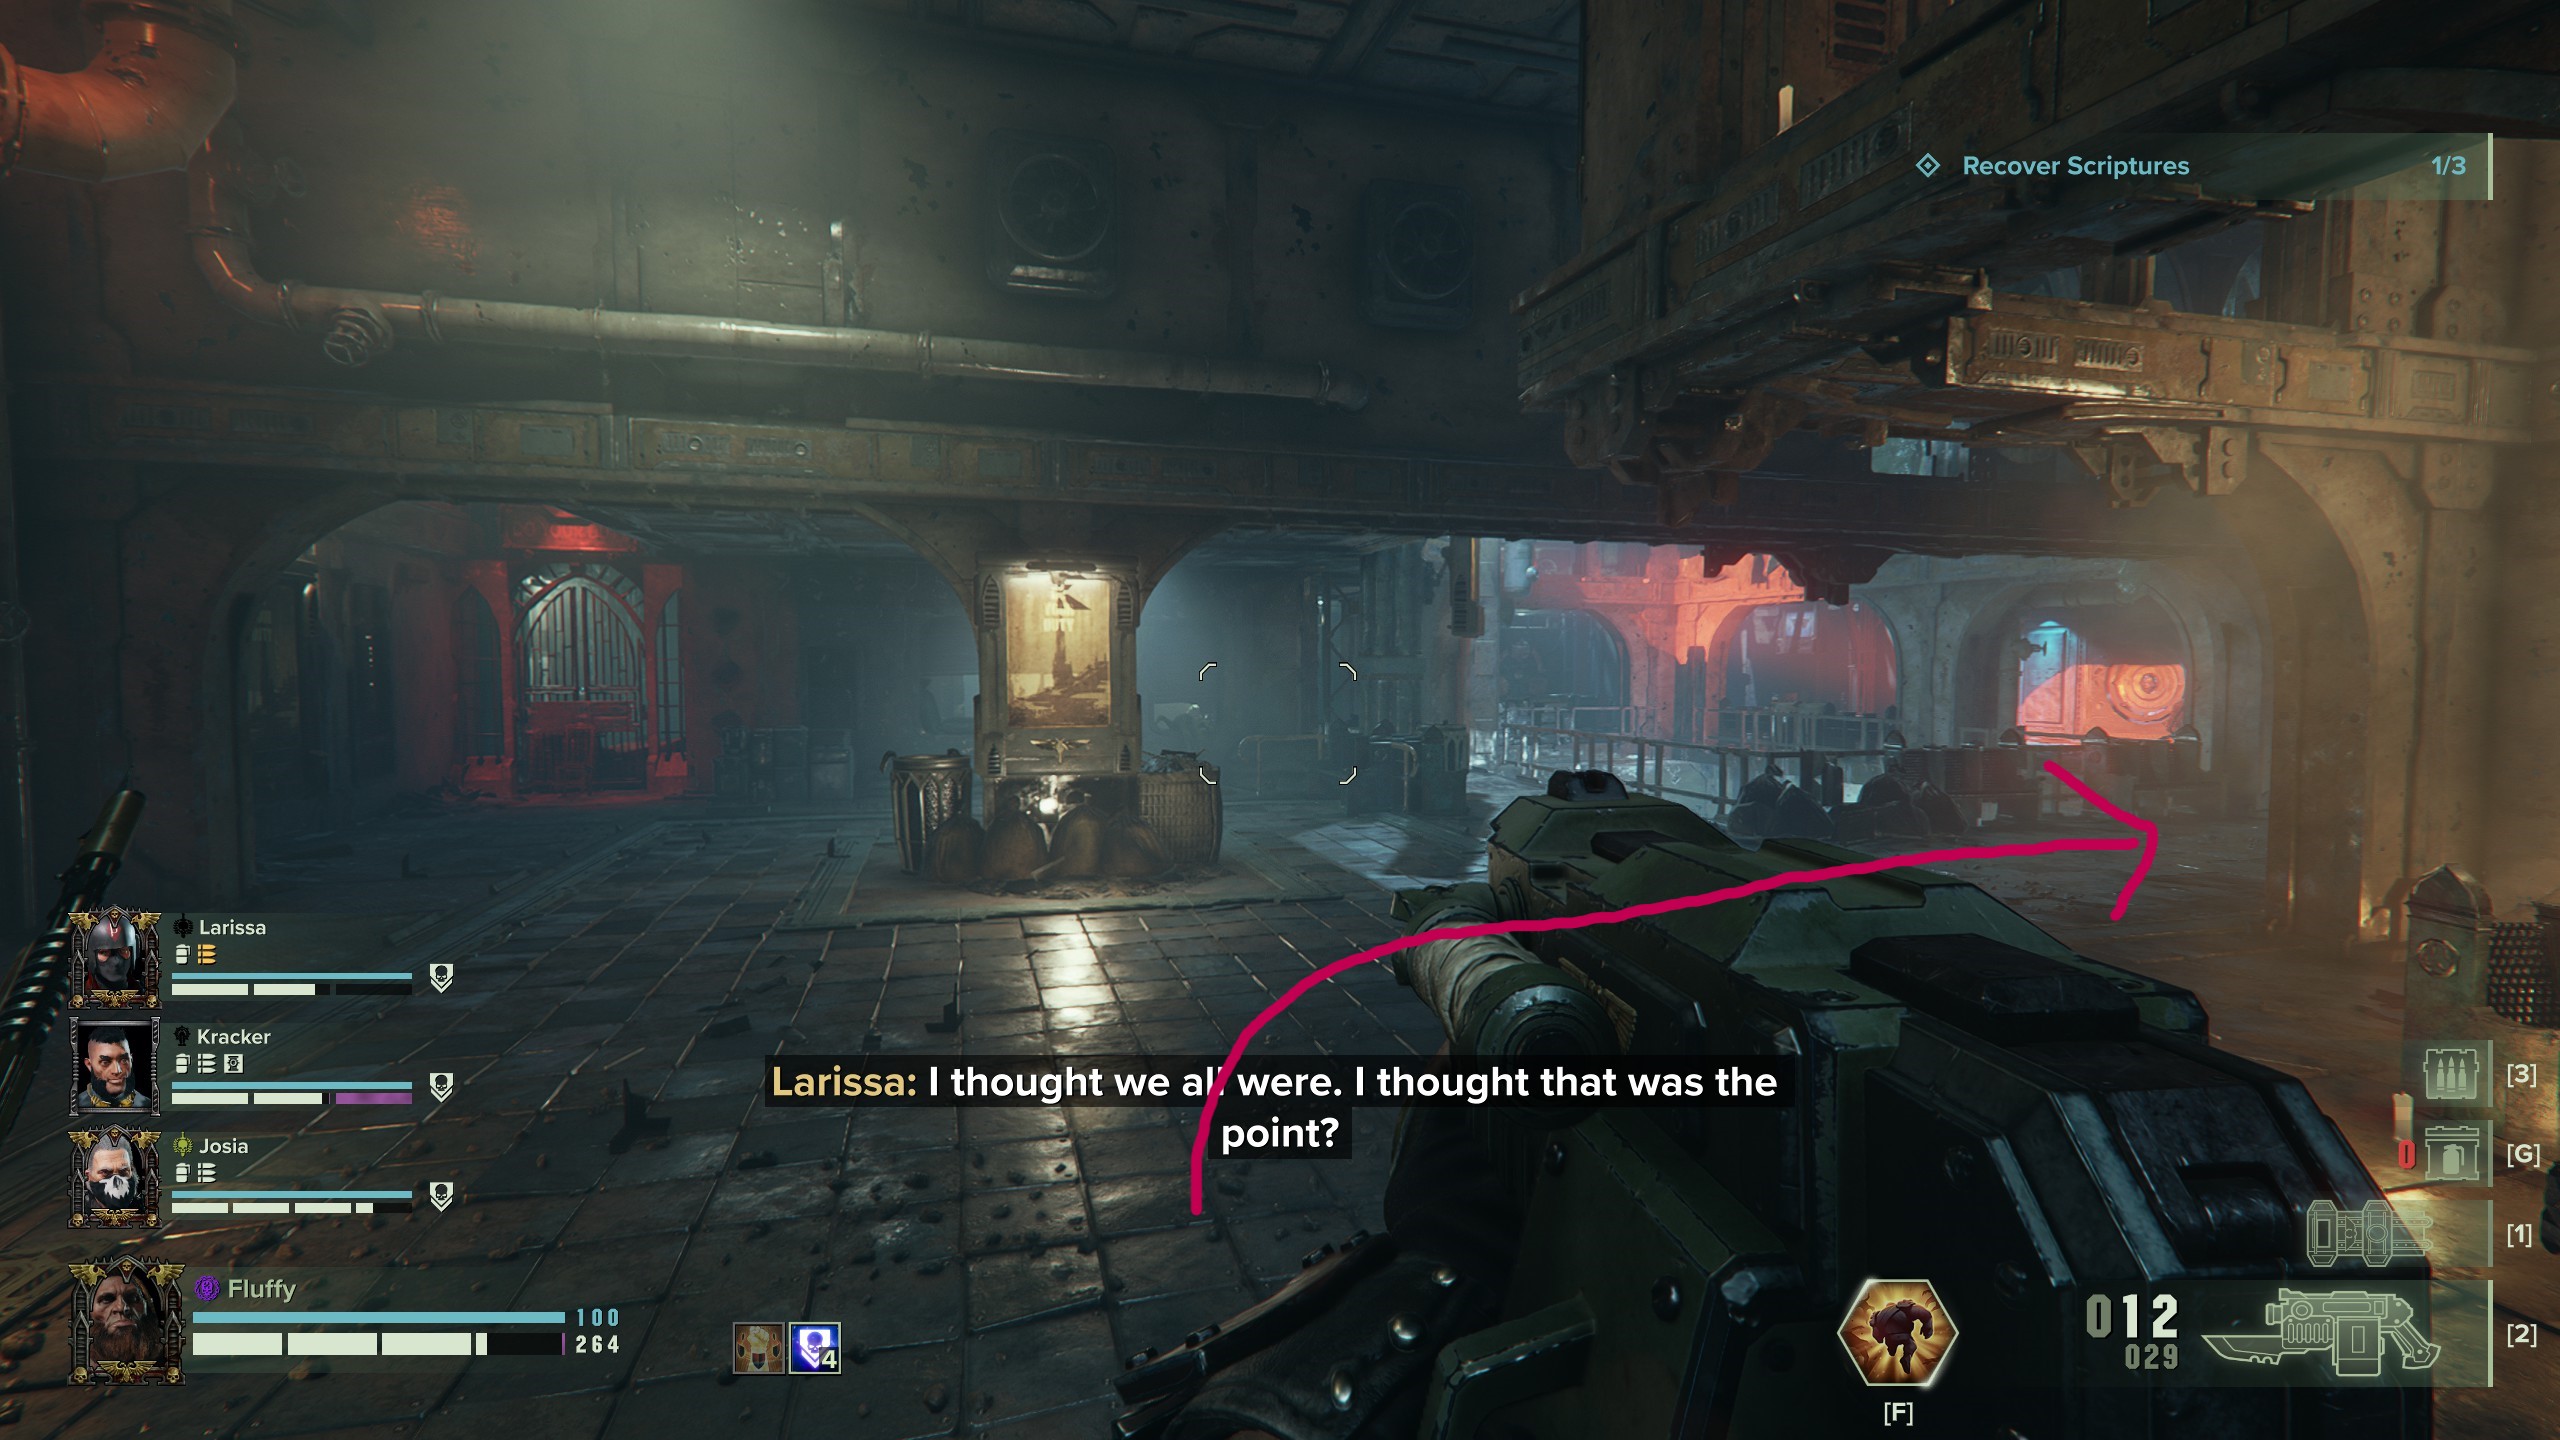 Recover Scriptures 1/3
DUTY
Larissa
Kracker
Josia
Fluffy
100
264
4
Larissa: I thought we all were. I thought that was the
point?
[3]
0 [G]
[1]
012
029
[2]
[F]